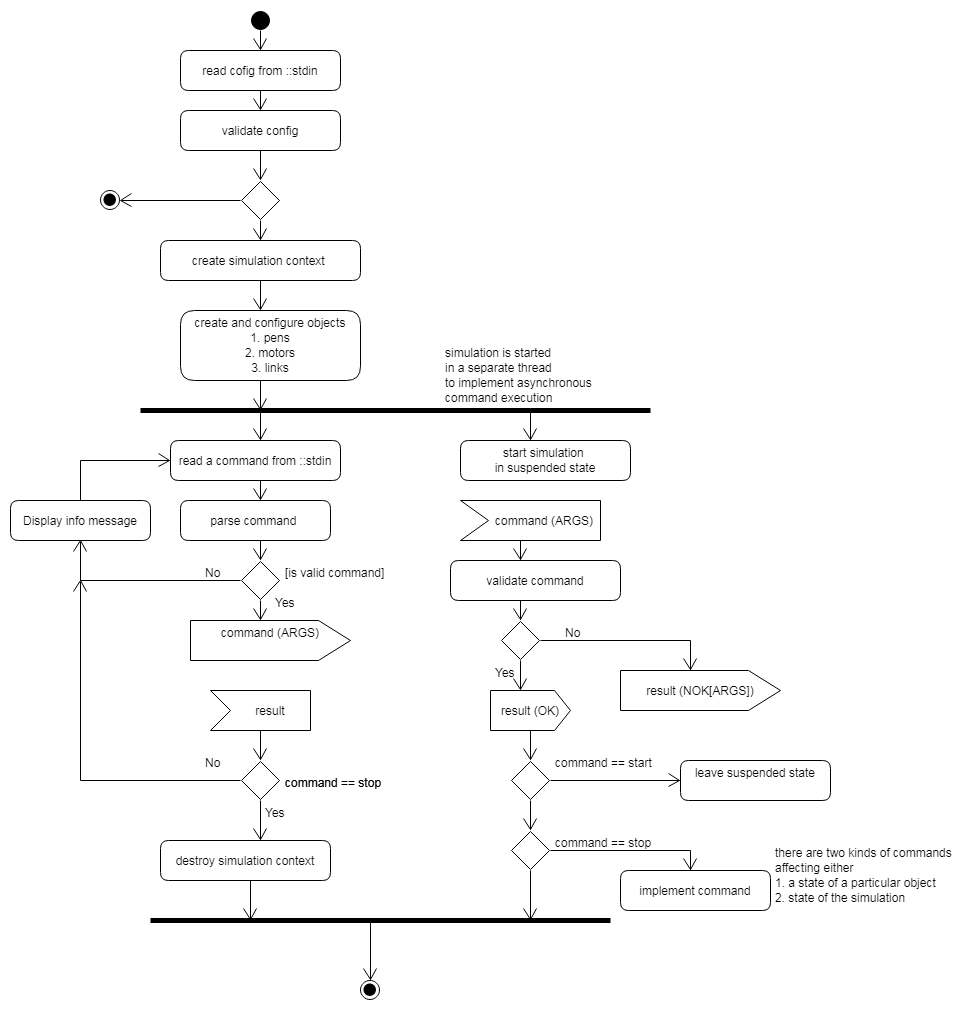 read cofig from ::stdin
validate config
create simulation context
create and configure objects
1. pens
2. motors
3. links
simulation is started
in a separate thread
to implement asynchronous
command execution
read a command from ::stdin
start simulation
in suspended state
Display info message
parse command
command (ARGS)
No
[is valid command]
validate command
Yes
command (ARGS)
No
Yes
result (NOK[ARGS])
result
result (OK)
No
command == stop
command == start
leave suspended state
Yes
command == stop
destroy simulation context
implement command
there are two kinds of commands
affecting either
1. a state of a particular object
2. state of the simulation